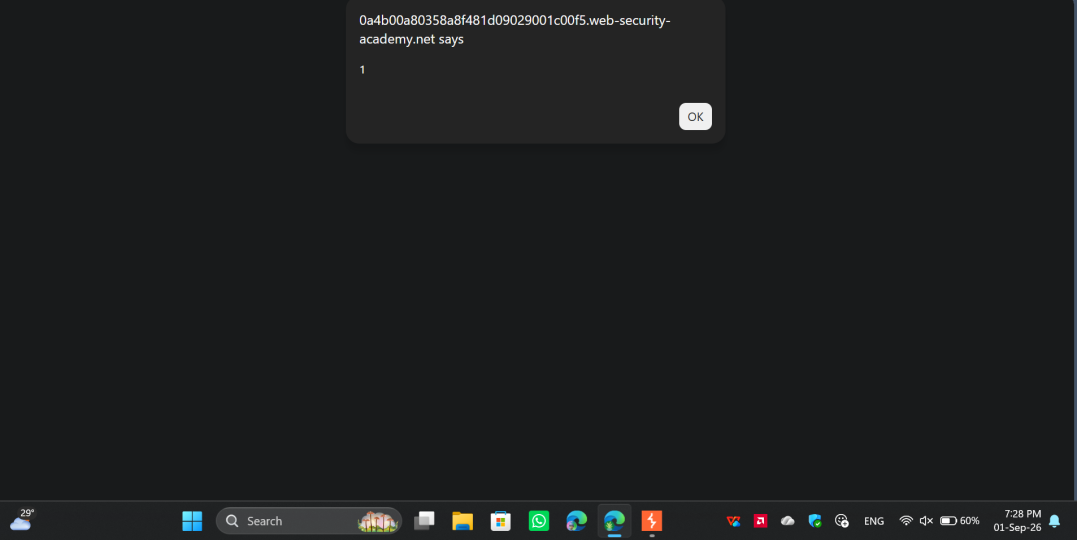 0a4b00a80358a8f481d09029001c00f5.web-security-
academy.net says
1
OK
29°
Search
ENG
60%
7:28 PM
01-Sep-26